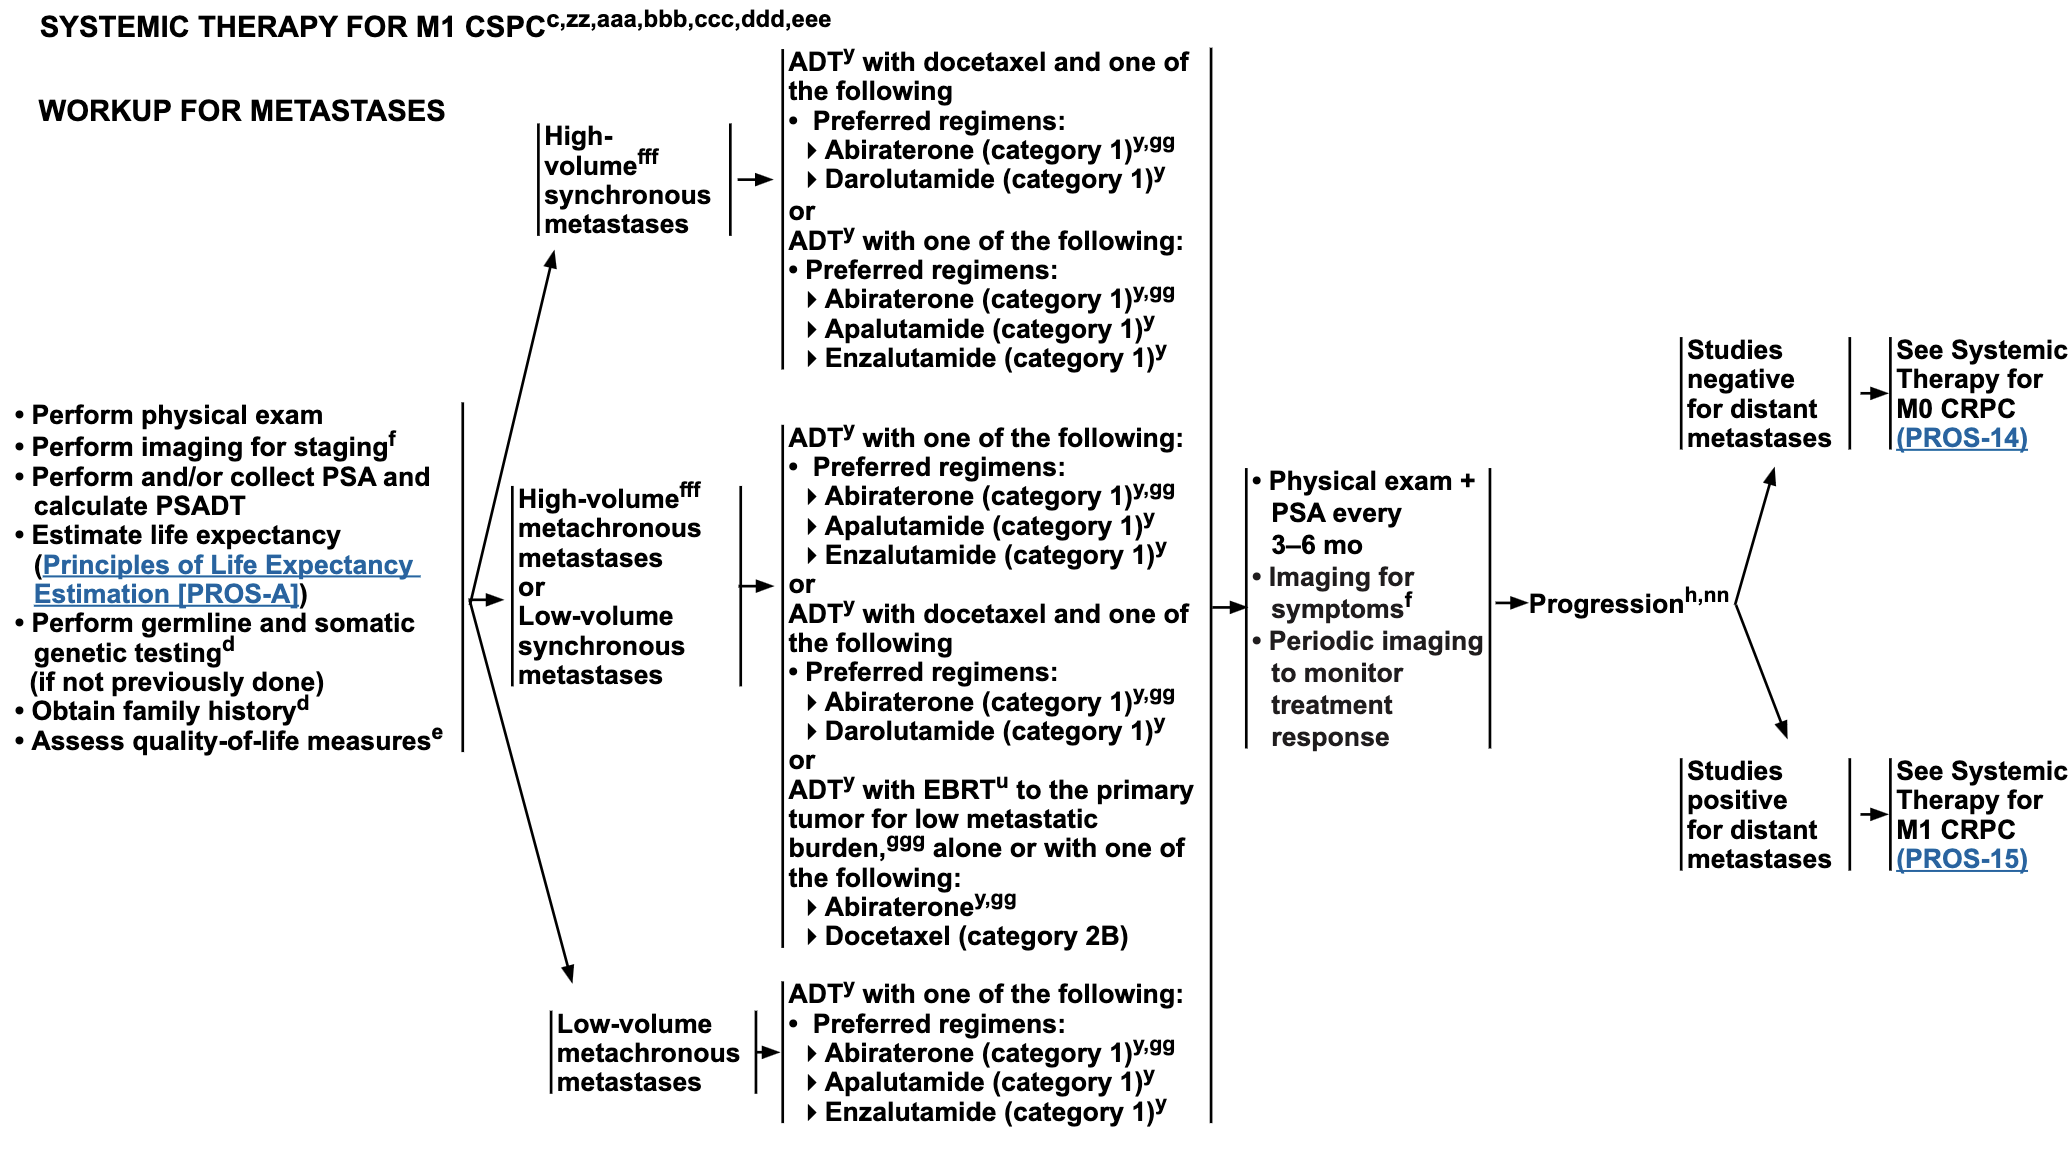 SYSTEMIC THERAPY FOR M1 CSPCc,zz,aaa,bbb,ccc,ddd,eee
WORKUP FOR METASTASES
• Perform physical exam
• Perform imaging for stagingf
• Perform and/or collect PSA and
calculate PSADT
• Estimate life expectancy
(Principles of Life Expectancy
Estimation [PROS-A])
• Perform germline and somatic
genetic testingd
(if not previously done)
• Obtain family historyd
• Assess quality-of-life measurese
High-
volumefff
synchronous
metastases
ADTy with docetaxel and one of
the following
• Preferred regimens:
Abiraterone (category 1)y,gg
Darolutamide (category 1)y
or
ADTy with one of the following:
• Preferred regimens:
Abiraterone (category 1)y,gg
Apalutamide (category 1)y
Enzalutamide (category 1)y
High-volumefff
metachronous
metastases
or
Low-volume
synchronous
metastases
ADTy with one of the following:
• Preferred regimens:
Abiraterone (category 1)y,gg
Apalutamide (category 1)y
Enzalutamide (category 1)y
or
ADTy with docetaxel and one of
the following
• Preferred regimens:
Abiraterone (category 1)y,gg
Darolutamide (category 1)y
or
ADTy with EBRTu to the primary
tumor for low metastatic
burden,ggg alone or with one of
the following:
Abirateroney,gg
Docetaxel (category 2B)
Low-volume
metachronous
metastases
ADTy with one of the following:
• Preferred regimens:
Abiraterone (category 1)y,gg
Apalutamide (category 1)y
Enzalutamide (category 1)y
• Physical exam +
PSA every
3–6 mo
• Imaging for
symptomsf
• Periodic imaging
to monitor
treatment
response
Progressionh,nn
Studies
negative
for distant
metastases
See Systemic
Therapy for
M0 CRPC
(PROS-14)
Studies
positive
for distant
metastases
See Systemic
Therapy for
M1 CRPC
(PROS-15)